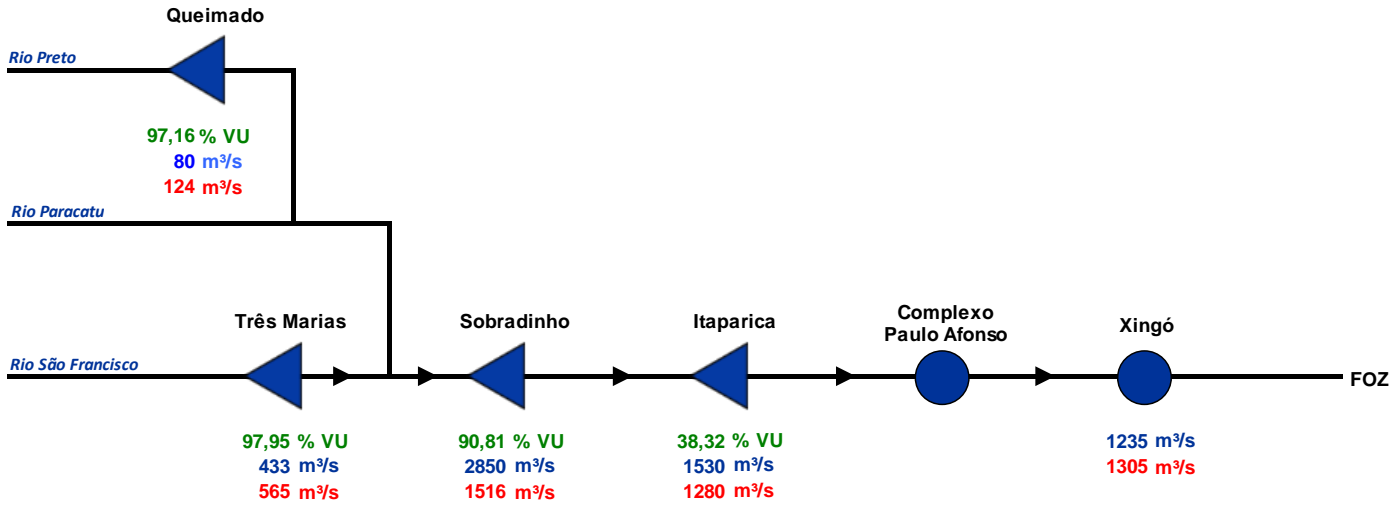 Queimado
Rio Preto
97,16 % VU
80 m³/s
124 m³/s
Rio Paracatu
Três Marias
Sobradinho
Itaparica
Complexo
Paulo Afonso
Xingó
Rio São Francisco
FOZ
97,95 % VU
433 m³/s
565 m³/s
90,81 % VU
2850 m³/s
1516 m³/s
38,32 % VU
1530 m³/s
1280 m³/s
1235 m³/s
1305 m³/s